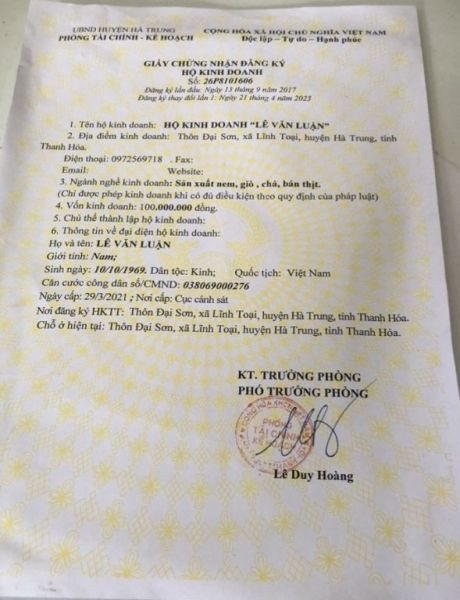 UBND HUYỆN HÀ TRUNG
PHÒNG TÀI CHÍNH - KẾ HOẠCH
CỘNG HÒA XÃ HỘI CHỦ NGHĨA VIỆT NAM
Độc lập – Tự do – Hạnh phúc
GIẤY CHỨNG NHẬN ĐĂNG KÝ
HỘ KINH DOANH
Số: 26P8101606
Đăng ký lần đầu: Ngày 13 tháng 9 năm 2017
Đăng ký thay đổi lần 1: Ngày 21 tháng 4 năm 2023
1. Tên hộ kinh doanh: HỘ KINH DOANH “LÊ VĂN LUẬN”
2. Địa điểm kinh doanh: Thôn Đại Sơn, xã Lĩnh Toại, huyện Hà Trung, tỉnh
Thanh Hóa.
Điện thoại: 0972569718 . Fax:
Email: Website:
3. Ngành nghề kinh doanh: Sản xuất nem, giò , chả, bán thịt.
(Chỉ được phép kinh doanh khi có đủ điều kiện theo quy định của pháp luật)
4. Vốn kinh doanh: 100.000.000 đồng.
5. Chủ thể thành lập hộ kinh doanh:
6. Thông tin về đại diện hộ kinh doanh:
Họ và tên: LÊ VĂN LUẬN
Giới tính: Nam;
Sinh ngày: 10/10/1969. Dân tộc: Kinh; Quốc tịch: Việt Nam
Căn cước công dân số/CMND: 038069000276
Ngày cấp: 29/3/2021 ; Nơi cấp: Cục cảnh sát
Nơi đăng ký HKTT: Thôn Đại Sơn, xã Lĩnh Toại, huyện Hà Trung, tỉnh Thanh Hóa.
Chỗ ở hiện tại: Thôn Đại Sơn, xã Lĩnh Toại, huyện Hà Trung, tỉnh Thanh Hóa.
KT. TRƯỞNG PHÒNG
PHÓ TRƯỞNG PHÒNG
PHÒNG
TÀI CHÍNH
KẾ HOẠCH
Lê Duy Hoàng